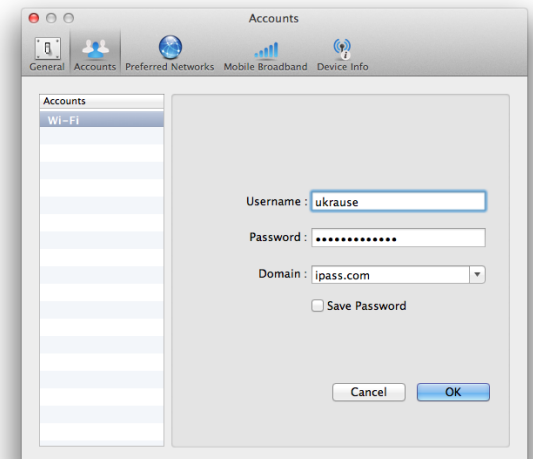 Accounts
General Accounts Preferred Networks Mobile Broadband Device Info
Accounts
Wi-Fi
Username : ukrause
Password : •••••••••••••
Domain : ipass.com
Save Password
Cancel OK